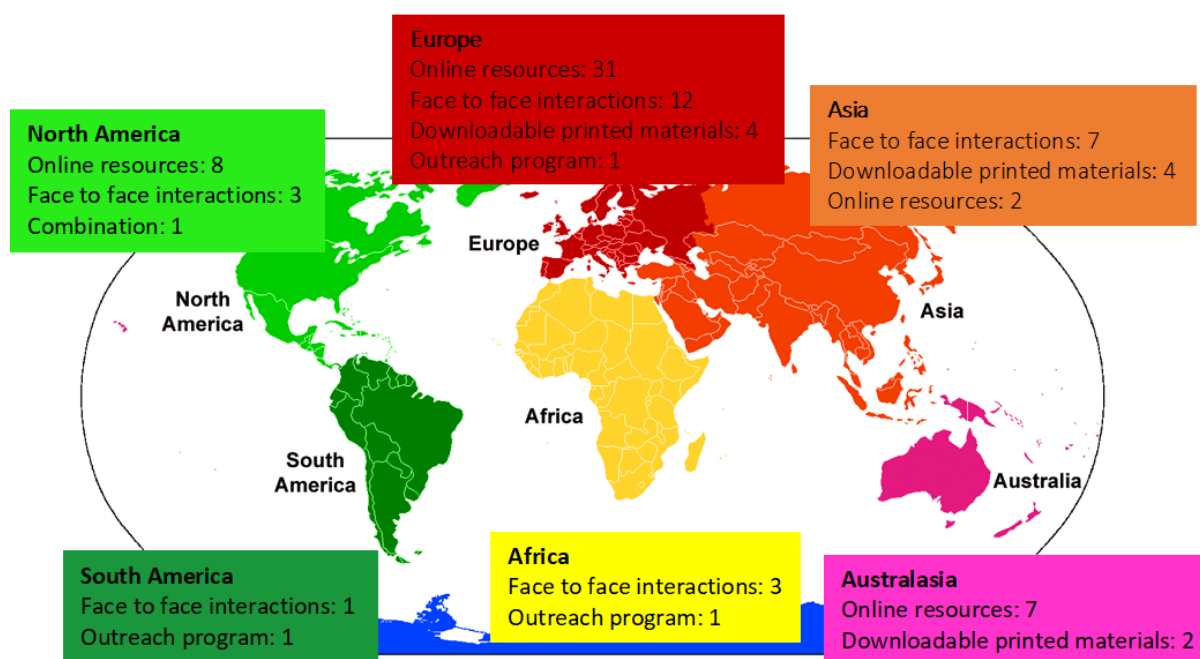 Europe
Online resources: 31
Face to face interactions: 12
Downloadable printed materials: 4
Outreach program: 1
North America
Online resources: 8
Face to face interactions: 3
Combination: 1
Asia
Face to face interactions: 7
Downloadable printed materials: 4
Online resources: 2
Europe
North
America
Asia
Africa
South
America
Australia
South America
Face to face interactions: 1
Outreach program: 1
Africa
Face to face interactions: 3
Outreach program: 1
Australasia
Online resources: 7
Downloadable printed materials: 2